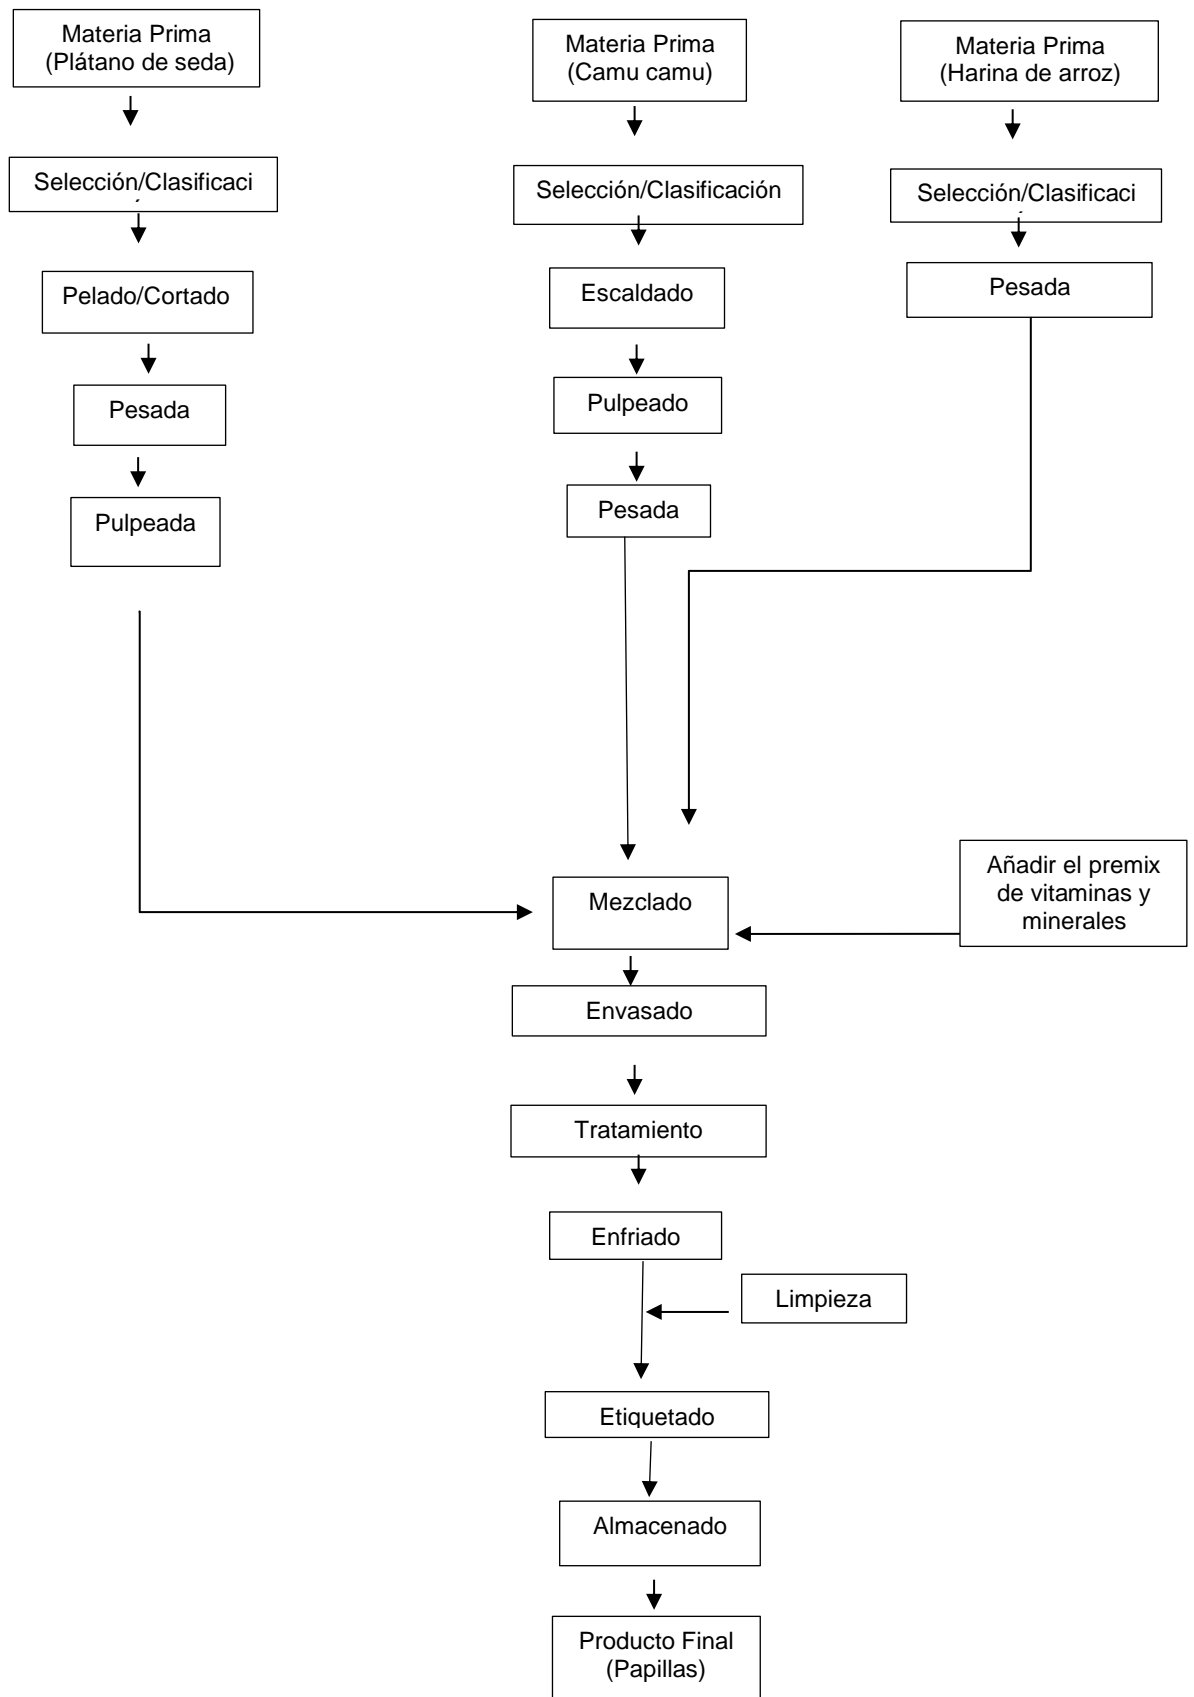 Materia Prima
(Plátano de seda)
Materia Prima
(Camu camu)
Materia Prima
(Harina de arroz)
Selección/Clasificaci
Selección/Clasificación
Selección/Clasificaci
Pelado/Cortado
Escaldado
Pesada
Pesada
Pulpeado
Pulpeada
Pesada
Mezclado
Añadir el premix
de vitaminas y
minerales
Envasado
Tratamiento
Enfriado
Limpieza
Etiquetado
Almacenado
Producto Final
(Papillas)